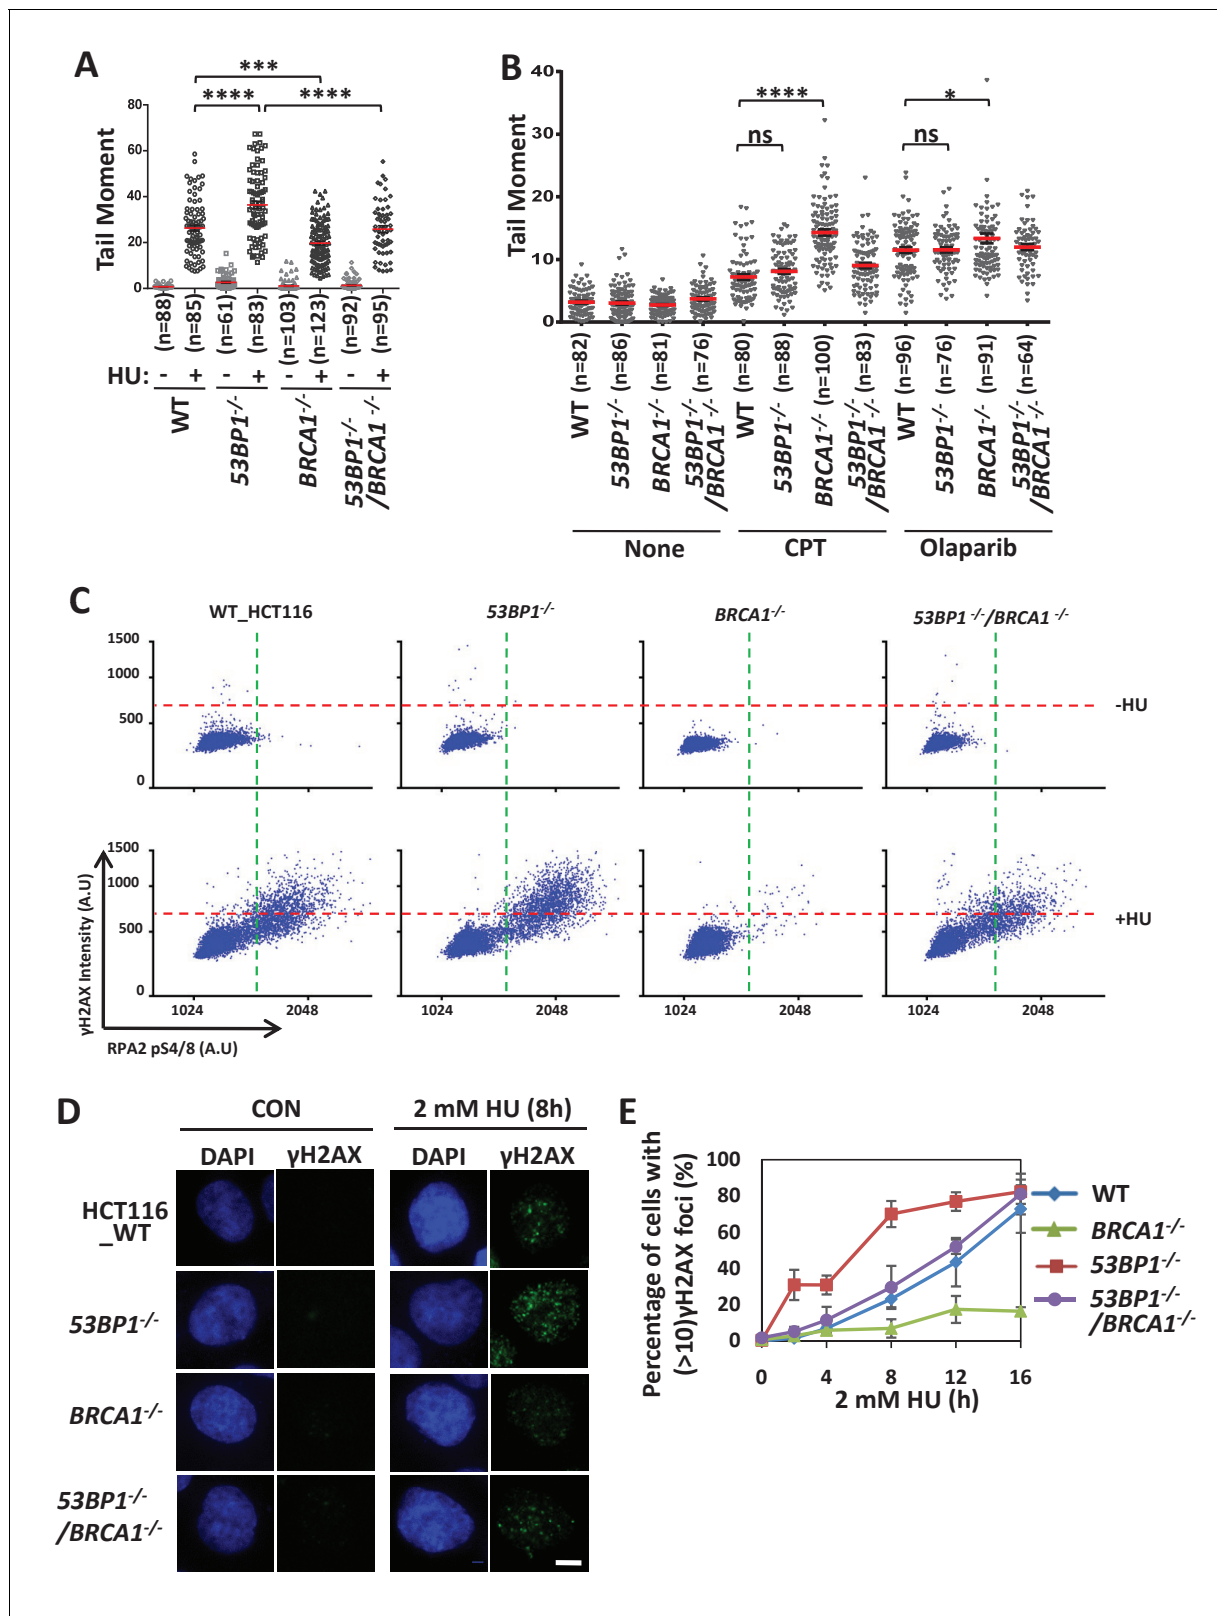 A
***
****
****
Tail Moment
80
60
40
20
0
(n=88)
(n=85)
(n=61)
(n=83)
(n=103)
(n=123)
(n=92)
(n=95)
HU: - + - + - + - +
WT
53BP1-/-
BRCA1-/-
53BP1-/-
/BRCA1-/-
B
Tail Moment
40
30
20
10
0
****
ns
*
ns
WT (n=82)
53BP1-/- (n=86)
BRCA1-/- (n=81)
53BP1-/- (n=76)
/BRCA1-/-
WT (n=80)
53BP1-/- (n=88)
BRCA1-/- (n=100)
53BP1-/- (n=83)
/BRCA1-/-
WT (n=96)
53BP1-/- (n=76)
BRCA1-/- (n=91)
53BP1-/- (n=64)
/BRCA1-/-
None
CPT
Olaparib
C
WT_HCT116
53BP1-/-
BRCA1-/-
53BP1 -/-/BRCA1 -/-
1500
1000
500
0
-HU
1500
1000
500
0
+HU
1024 2048
1024 2048
1024 2048
1024 2048
γH2AX Intensity (A.U)
RPA2 pS4/8 (A.U)
D
CON
2 mM HU (8h)
DAPI γH2AX DAPI γH2AX
HCT116
_WT
53BP1-/-
BRCA1-/-
53BP1-/-
/BRCA1-/-
E
Percentage of cells with
(>10)γH2AX foci (%)
100
80
60
40
20
0
0 4 8 12 16
2 mM HU (h)
WT
BRCA1-/-
53BP1-/-
53BP1-/-
/BRCA1-/-